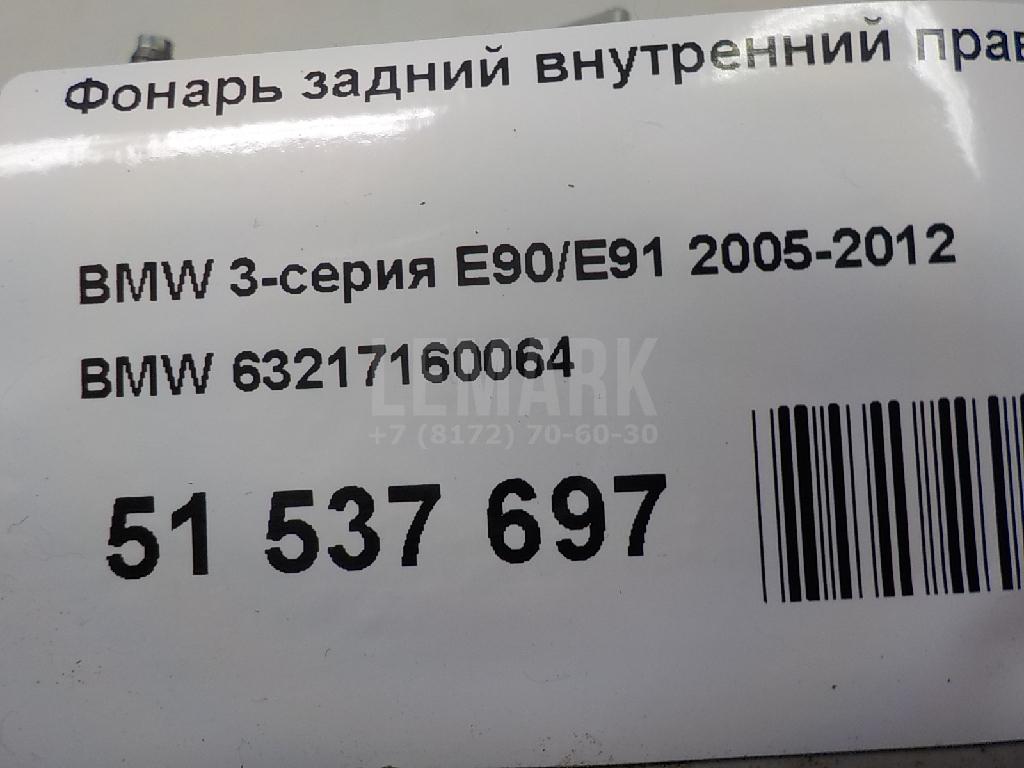 Фонарь задний внутренний прав
BMW 3-серия E90/E91 2005-2012
BMW 63217160064
LEMARK
+7 (8172) 70-60-30
51 537 697